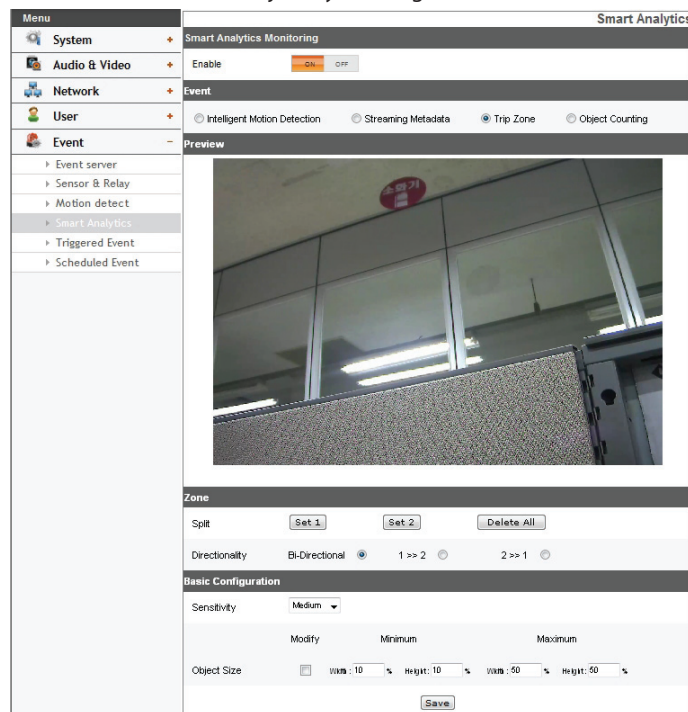 Menu
Smart Analytics
System +
Audio & Video +
Network +
User +
Event -
Event server
Sensor & Relay
Motion detect
Smart Analytics
Triggered Event
Scheduled Event
Smart Analytics Monitoring
Enable ON OFF
Event
Intelligent Motion Detection Streaming Metadata Trip Zone Object Counting
Preview
소화기
Zone
Split Set 1 Set 2 Delete All
Directionality Bi-Directional 1 >> 2 2 >> 1
Basic Configuration
Sensitivity Medium
Modify Minimum Maximum
Object Size Width : 10 % Height : 10 % Width : 50 % Height : 50 %
Save